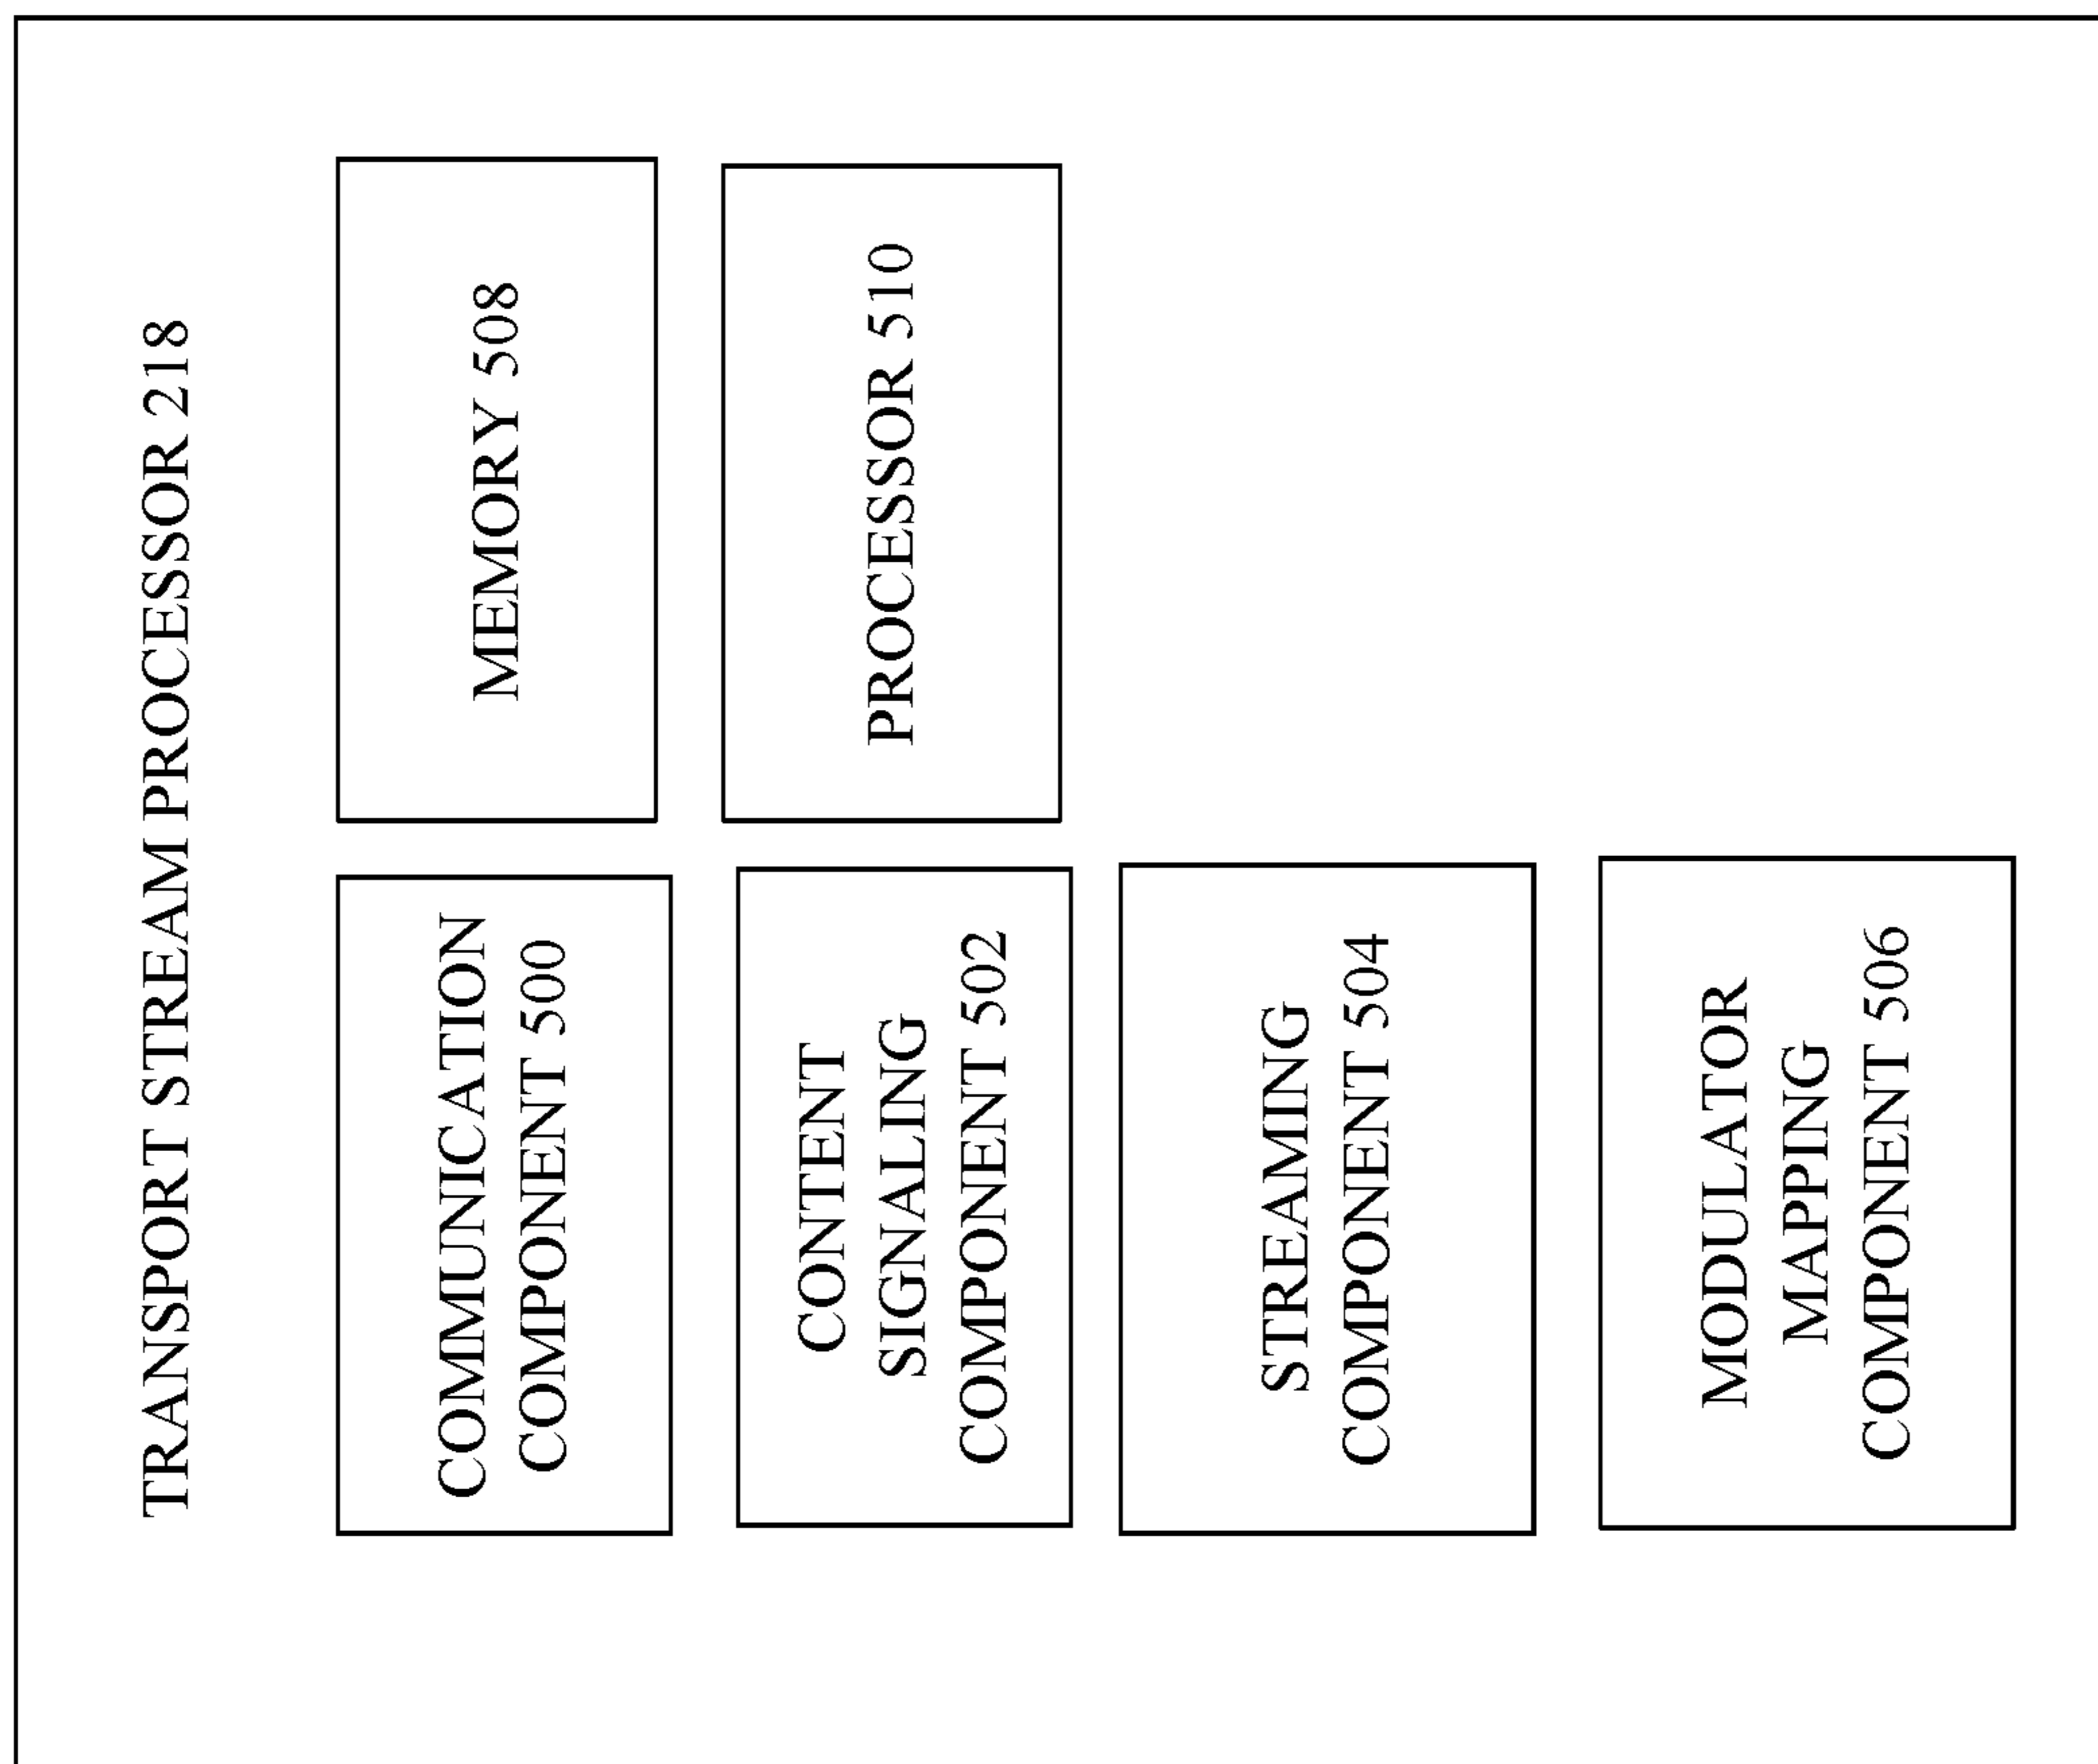 TRANSPORT STREAM PROCESSOR 218
COMMUNICATION
COMPONENT 500
MEMORY 508
CONTENT
SIGNALING
COMPONENT 502
PROCESSOR 510
STREAMING
COMPONENT 504
MODULATOR
MAPPING
COMPONENT 506